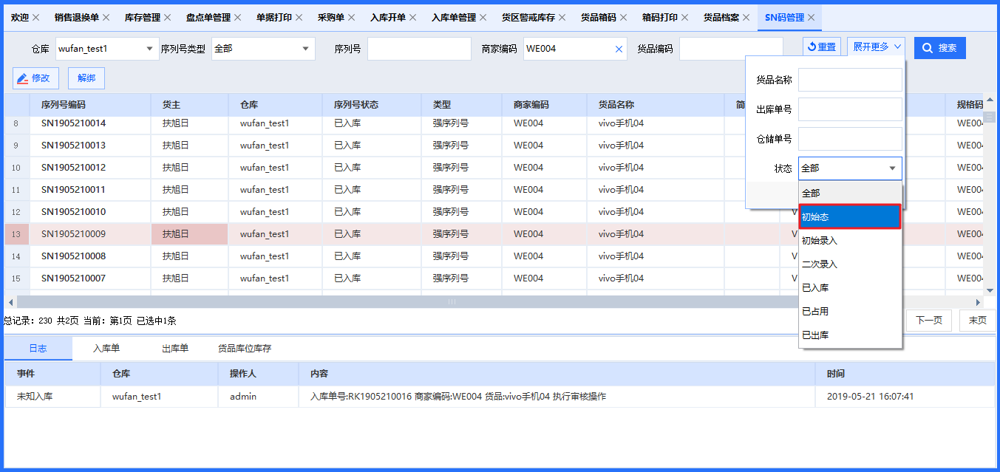 欢迎 销售退换单 库存管理 盘点单管理 单据打印 采购单 入库开单 入库单管理 货区警戒库存 货品箱码 箱码打印 货品档案 SN码管理
仓库 wufan_test1 序列号类型 全部 序列号 商家编码 WE004 货品编码 重置 展开更多 搜索
修改 解绑
货品名称
出库单号
仓储单号
状态 全部
全部
初始态
初始录入
二次录入
已入库
已占用
已出库
序列号编码 货主 仓库 序列号状态 类型 商家编码 货品名称 简 规格码
8 SN1905210014 扶旭日 wufan_test1 已入库 强序列号 WE004 vivo手机04 WE004
9 SN1905210013 扶旭日 wufan_test1 已入库 强序列号 WE004 vivo手机04 WE004
10 SN1905210012 扶旭日 wufan_test1 已入库 强序列号 WE004 vivo手机04 WE004
11 SN1905210011 扶旭日 wufan_test1 已入库 强序列号 WE004 vivo手机04 WE004
12 SN1905210010 扶旭日 wufan_test1 已入库 强序列号 WE004 vivo手机04 V WE004
13 SN1905210009 扶旭日 wufan_test1 已入库 强序列号 WE004 vivo手机04 V WE004
14 SN1905210008 扶旭日 wufan_test1 已入库 强序列号 WE004 vivo手机04 V WE004
15 SN1905210007 扶旭日 wufan_test1 已入库 强序列号 WE004 vivo手机04 V WE004
总记录：230 共2页 当前：第1页 已选中1条 下一页 末页
日志 入库单 出库单 货品库位库存
事件 仓库 操作人 内容 时间
未知入库 wufan_test1 admin 入库单号:RK1905210016 商家编码:WE004 货品:vivo手机04 执行审核操作 2019-05-21 16:07:41